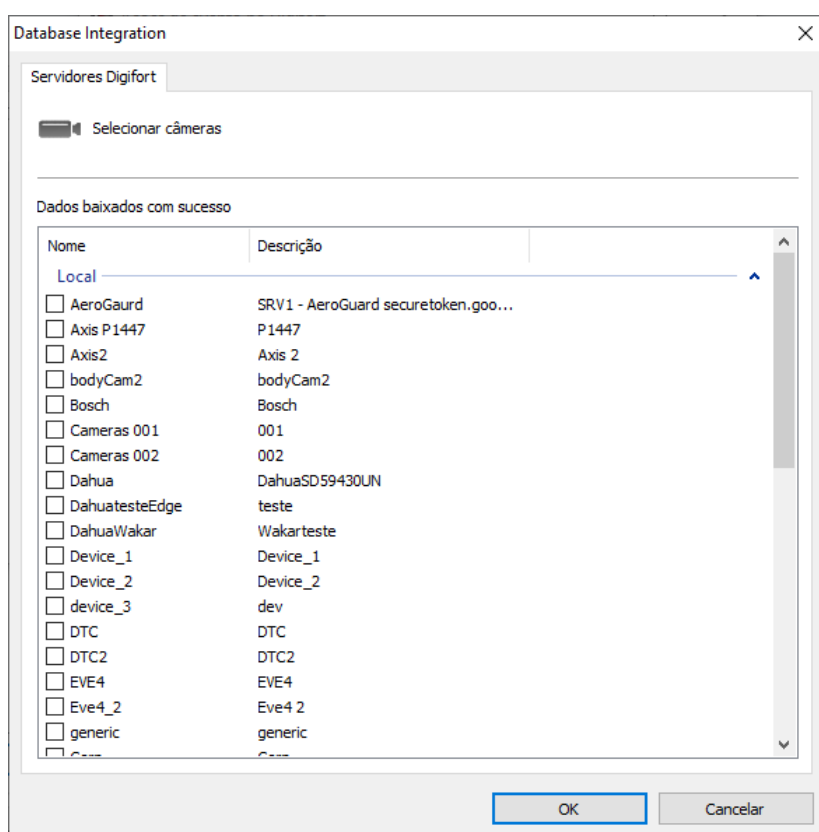 Database Integration
Servidores Digifort
Selecionar câmeras
Dados baixados com sucesso
Nome Descrição
Local
AeroGaurd SRV1 - AeroGuard securetoken.goo...
Axis P1447 P1447
Axis2 Axis 2
bodyCam2 bodyCam2
Bosch Bosch
Cameras 001 001
Cameras 002 002
Dahua DahuaSD59430UN
DahuatesteEdge teste
DahuaWakar Wakarteste
Device_1 Device_1
Device_2 Device_2
device_3 dev
DTC DTC
DTC2 DTC2
EVE4 EVE4
Eve4_2 Eve4 2
generic generic
OK Cancelar